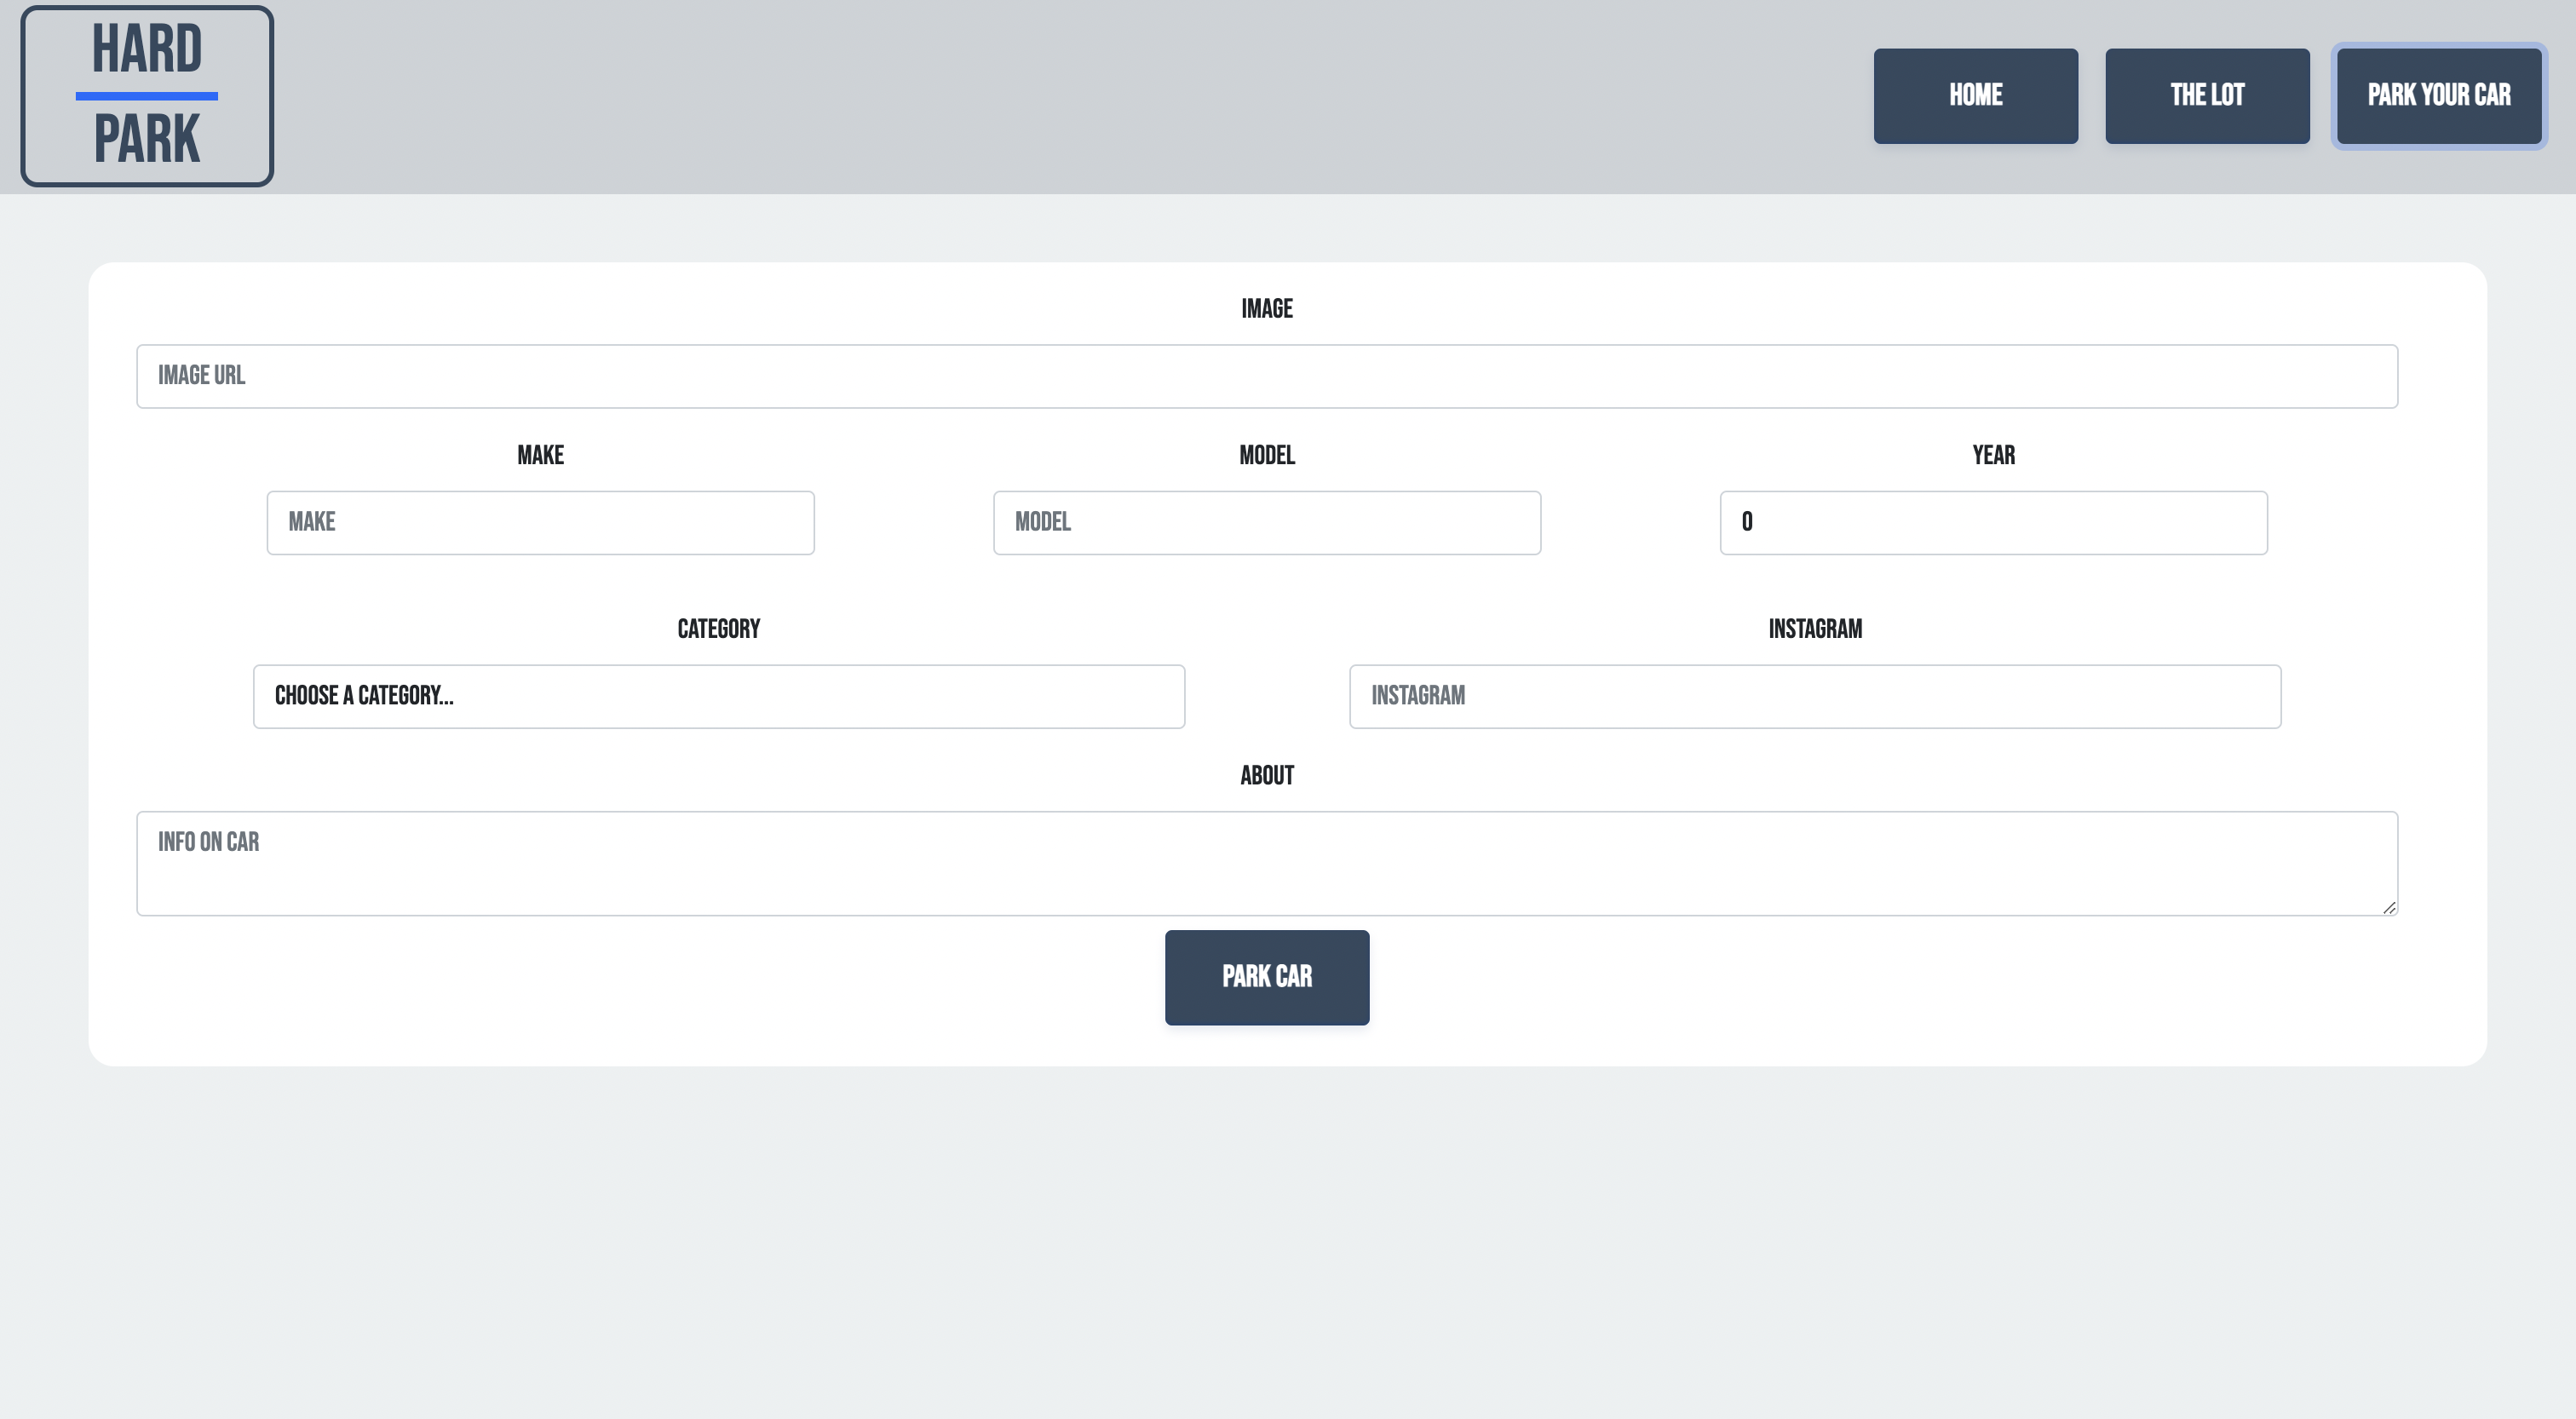 HARD
PARK
HOME
THE LOT
PARK YOUR CAR
IMAGE
IMAGE URL
MAKE
MODEL
YEAR
MAKE
MODEL
0
CATEGORY
INSTAGRAM
CHOOSE A CATEGORY...
INSTAGRAM
ABOUT
INFO ON CAR
PARK CAR